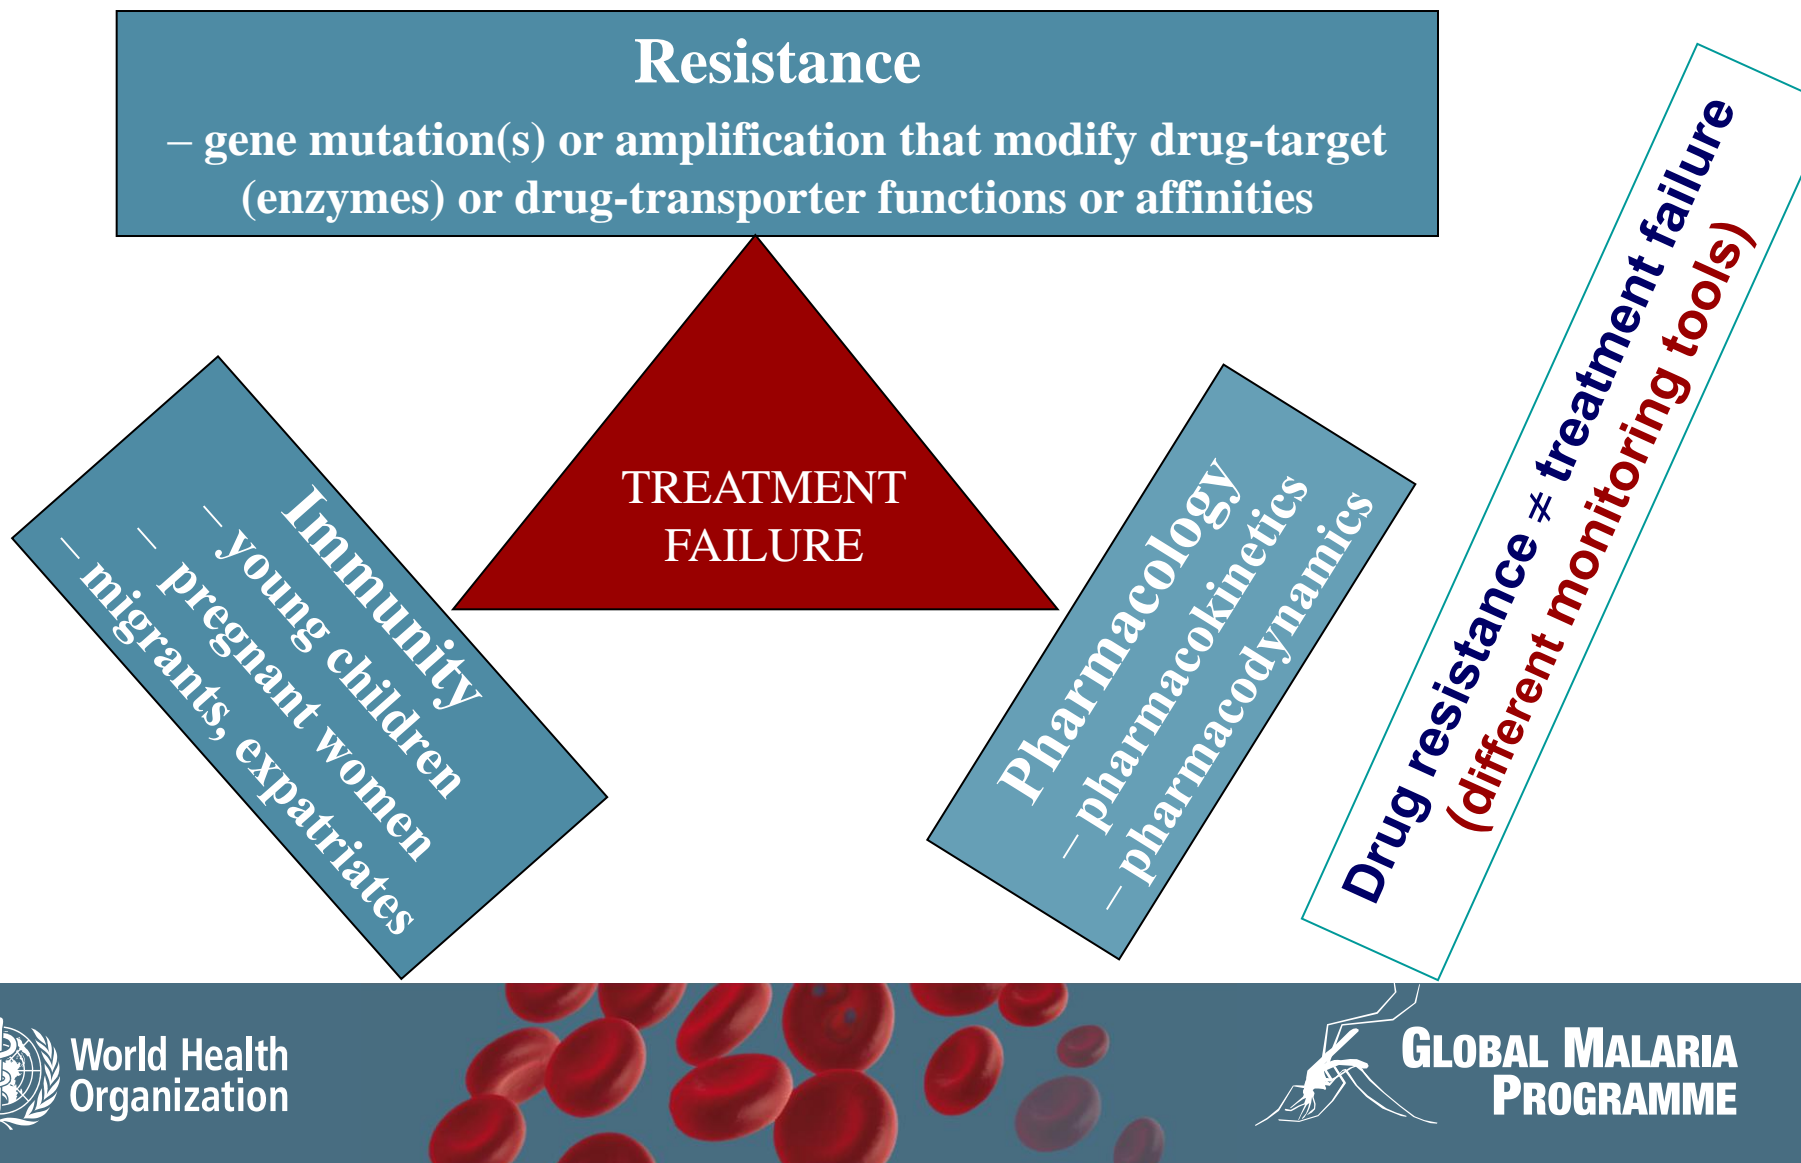 Resistance
– gene mutation(s) or amplification that modify drug-target
(enzymes) or drug-transporter functions or affinities
TREATMENT
FAILURE
Immunity
– young children
– pregnant women
– migrants, expatriates
Pharmacology
– pharmacokinetics
– pharmacodynamics
Drug resistance ≠ treatment failure
(different monitoring tools)
World Health
Organization
GLOBAL MALARIA
PROGRAMME